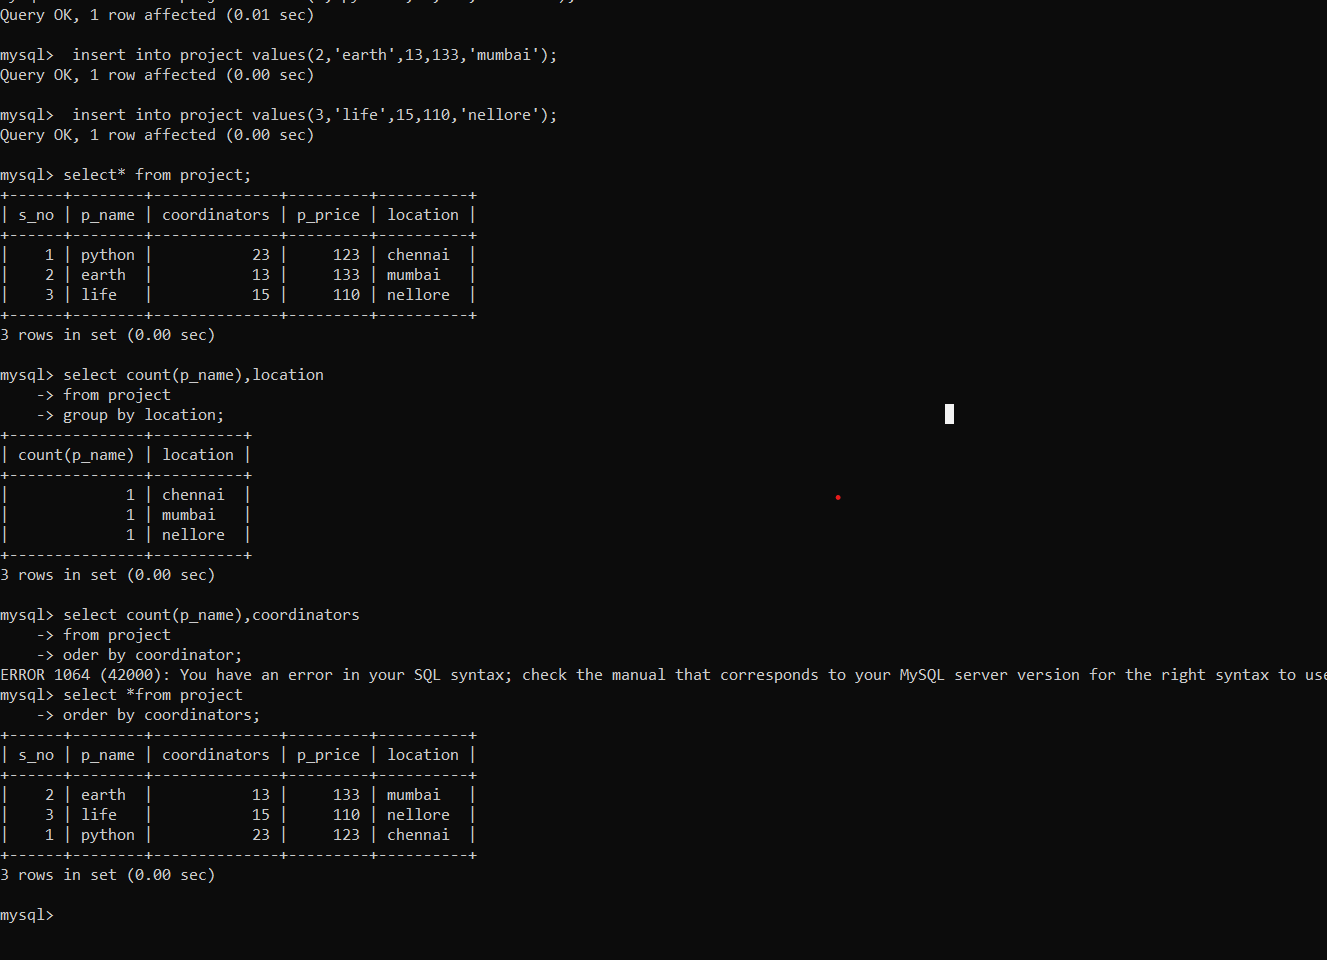 Query OK, 1 row affected (0.01 sec)
mysql>  insert into project values(2,'earth',13,133,'mumbai');
Query OK, 1 row affected (0.00 sec)
mysql>  insert into project values(3,'life',15,110,'nellore');
Query OK, 1 row affected (0.00 sec)
mysql> select* from project;
+------+--------+--------------+---------+----------+
| s_no | p_name | coordinators | p_price | location |
+------+--------+--------------+---------+----------+
|    1 | python |           23 |     123 | chennai  |
|    2 | earth  |           13 |     133 | mumbai   |
|    3 | life   |           15 |     110 | nellore  |
+------+--------+--------------+---------+----------+
3 rows in set (0.00 sec)
mysql> select count(p_name),location
    -> from project
    -> group by location;
+---------------+----------+
| count(p_name) | location |
+---------------+----------+
|             1 | chennai  |
|             1 | mumbai   |
|             1 | nellore  |
+---------------+----------+
3 rows in set (0.00 sec)
mysql> select count(p_name),coordinators
    -> from project
    -> oder by coordinator;
ERROR 1064 (42000): You have an error in your SQL syntax; check the manual that corresponds to your MySQL server version for the right syntax to use
mysql> select *from project
    -> order by coordinators;
+------+--------+--------------+---------+----------+
| s_no | p_name | coordinators | p_price | location |
+------+--------+--------------+---------+----------+
|    2 | earth  |           13 |     133 | mumbai   |
|    3 | life   |           15 |     110 | nellore  |
|    1 | python |           23 |     123 | chennai  |
+------+--------+--------------+---------+----------+
3 rows in set (0.00 sec)
mysql>